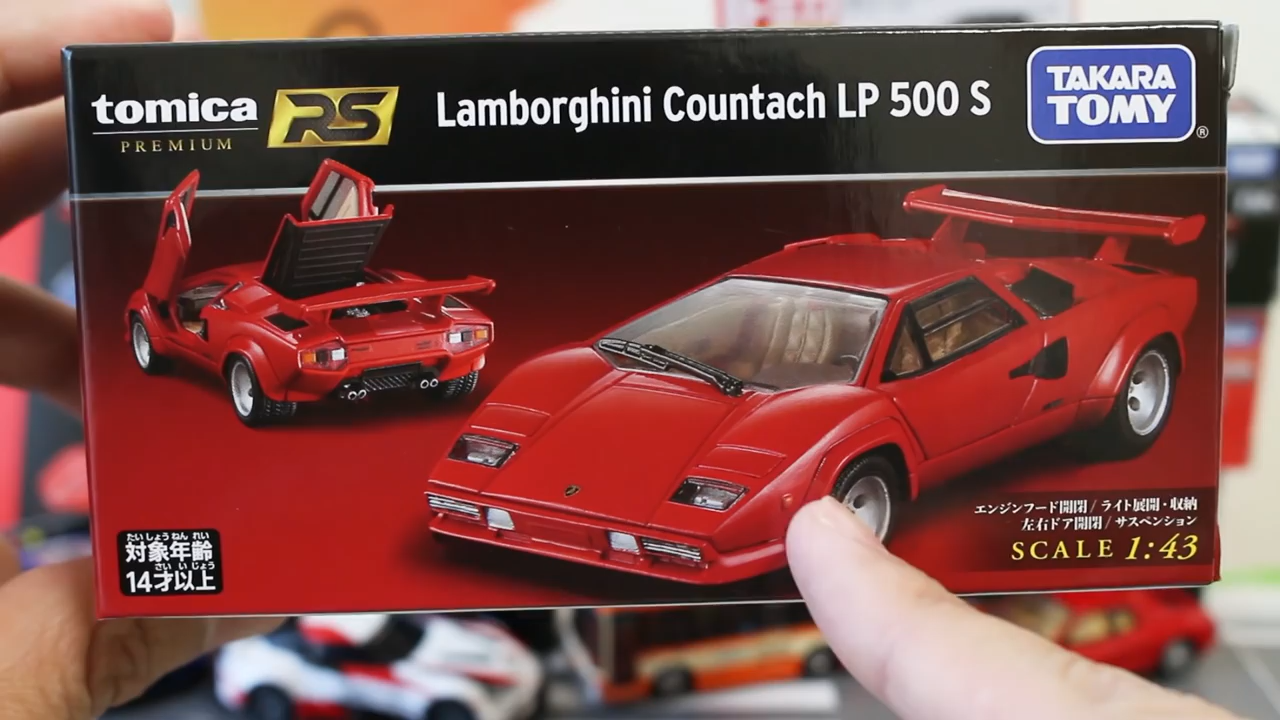 tomica
PREMIUM
RS
Lamborghini Countach LP 500 S
TAKARA
TOMY
®
エンジンフード開閉 / ライト展開・収納
左右ドア開閉 / サスペンション
SCALE 1:43
たいしょうねんれい
対象年齢
さいいじょう
14才以上